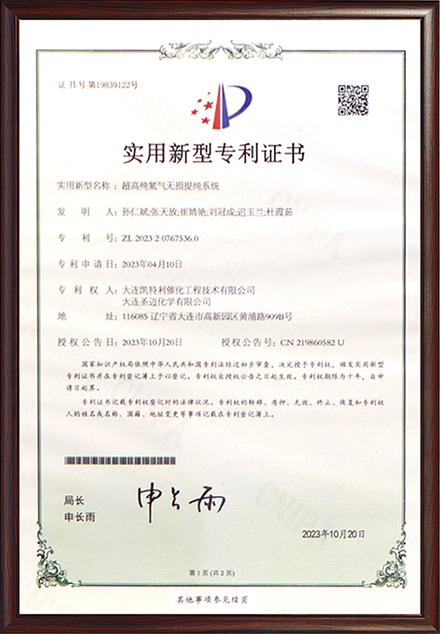 证书号第19839122号
实用新型专利证书
实用新型名称：超高纯氮气无损提纯系统
发 明 人：孙仁斌;张天放;崔靖艳;刘冠成;迟玉兰;杜霞茹
专 利 号：ZL 2023 2 0767536.0
专利申请日：2023年04月10日
专 利 权 人：大连凯特利催化工程技术有限公司
大连圣迈化学有限公司
地 址：116085 辽宁省大连市高新园区黄浦路909B号
授权公告日：2023年10月20日 授权公告号：CN 219860582 U
国家知识产权局依照中华人民共和国专利法经过初步审查，决定授予专利权，颁发实用新
型专利证书并在专利登记簿上予以登记。专利权自授权公告之日起生效。专利权期限为十年，自申
请日起算。
专利证书记载专利权登记时的法律状况。专利权的转移、质押、无效、终止、恢复和专利权
人的姓名或名称、国籍、地址变更等事项记载在专利登记簿上。
局长
申长雨
申长雨
2023年10月20日
第 1 页 (共 2 页)
其他事项参见续页